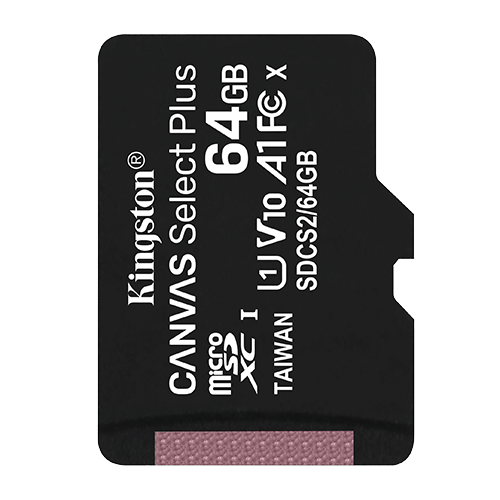 Kingston®
CANVAS Select Plus
64GB
micro SD XC I
U1 V10 A1 FC X
TAIWAN SDCS2/64GB